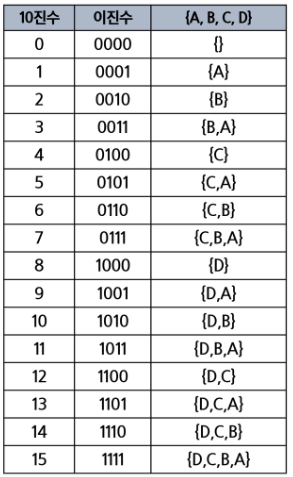 10진수 이진수 {A, B, C, D}
0 0000 {}
1 0001 {A}
2 0010 {B}
3 0011 {B,A}
4 0100 {C}
5 0101 {C,A}
6 0110 {C,B}
7 0111 {C,B,A}
8 1000 {D}
9 1001 {D,A}
10 1010 {D,B}
11 1011 {D,B,A}
12 1100 {D,C}
13 1101 {D,C,A}
14 1110 {D,C,B}
15 1111 {D,C,B,A}